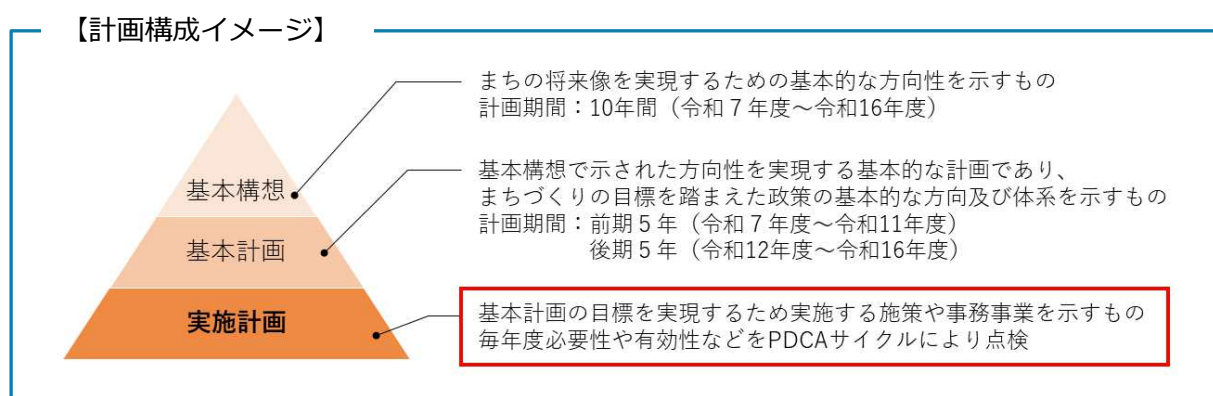 【計画構成イメージ】
まちの将来像を実現するための基本的な方向性を示すもの
計画期間：10年間（令和７年度～令和16年度）
基本構想
基本構想で示された方向性を実現する基本的な計画であり、
まちづくりの目標を踏まえた政策の基本的な方向及び体系を示すもの
計画期間：前期５年（令和７年度～令和11年度）
後期５年（令和12年度～令和16年度）
基本計画
実施計画
基本計画の目標を実現するため実施する施策や事務事業を示すもの
毎年度必要性や有効性などをPDCAサイクルにより点検